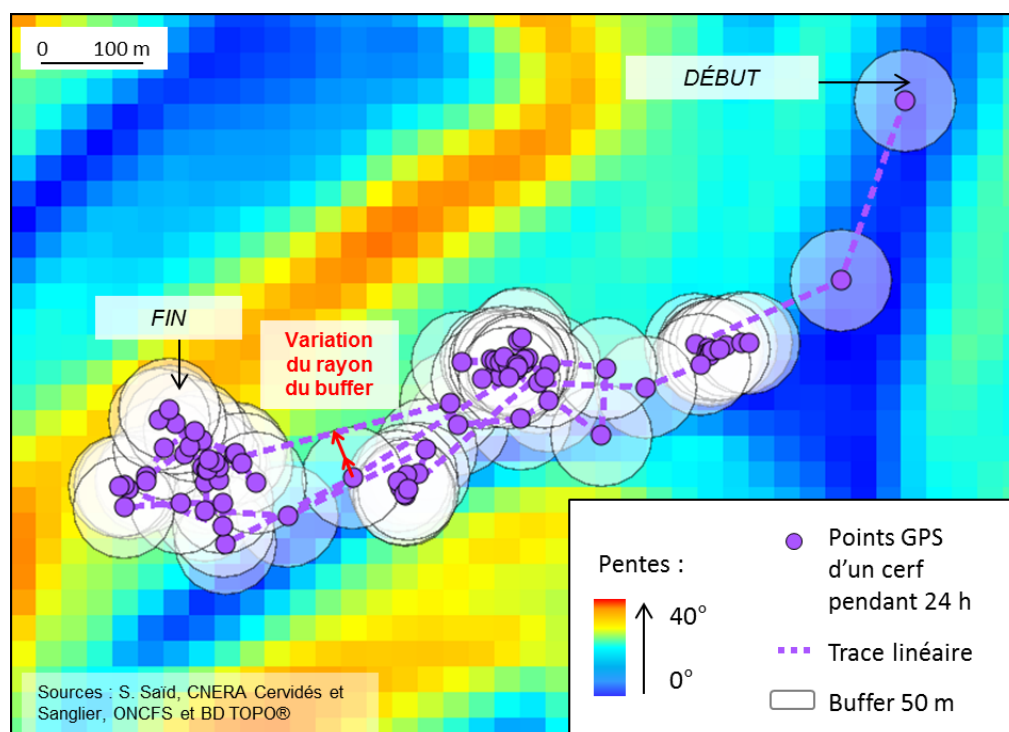 0 100 m
DÉBUT
FIN
Variation
du rayon
du buffer
Pentes :
40°
0°
Points GPS
d'un cerf
pendant 24 h
Trace linéaire
Buffer 50 m
Sources : S. Saïd, CNERA Cervidés et
Sanglier, ONCFS et BD TOPO®